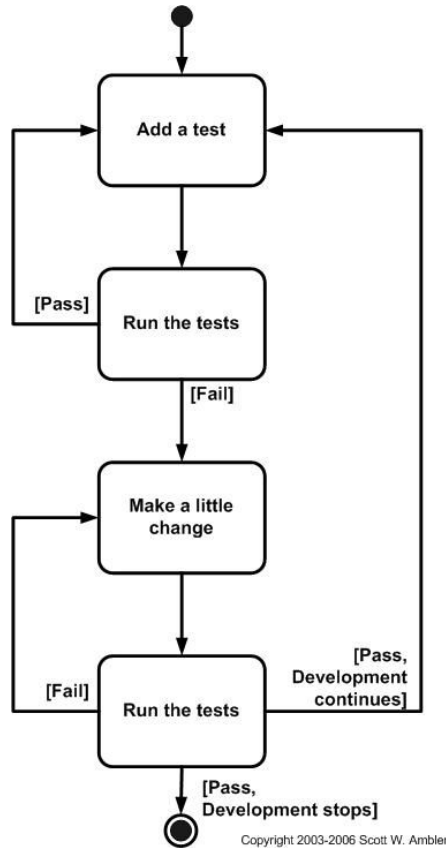 Add a test
[Pass]
Run the tests
[Fail]
Make a little
change
[Fail]
Run the tests
[Pass,
Development
continues]
[Pass,
Development stops]
Copyright 2003-2006 Scott W. Ambler